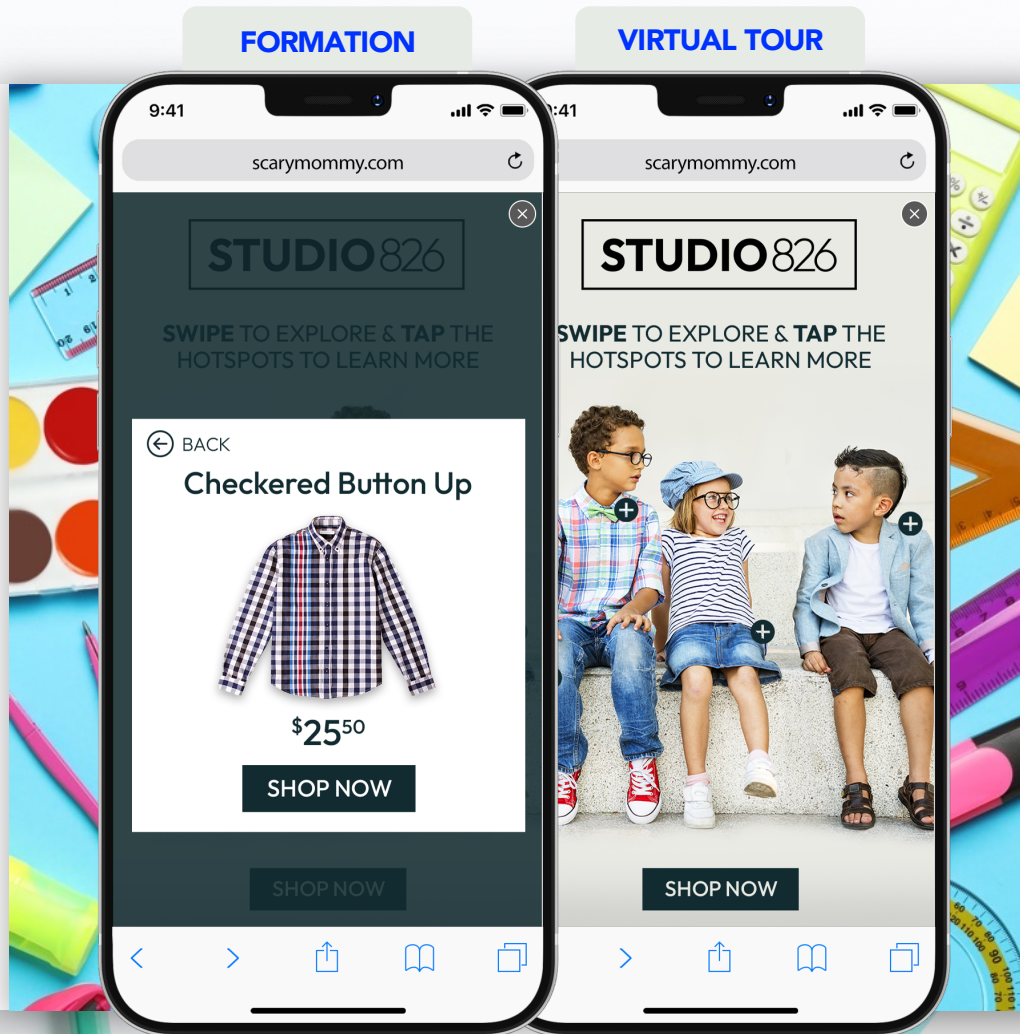 FORMATION
VIRTUAL TOUR
9:41
scarymommy.com
STUDIO826
SWIPE TO EXPLORE & TAP THE
HOTSPOTS TO LEARN MORE
BACK
Checkered Button Up
$25 50
SHOP NOW
SHOP NOW
:41
scarymommy.com
STUDIO826
SWIPE TO EXPLORE & TAP THE
HOTSPOTS TO LEARN MORE
SHOP NOW